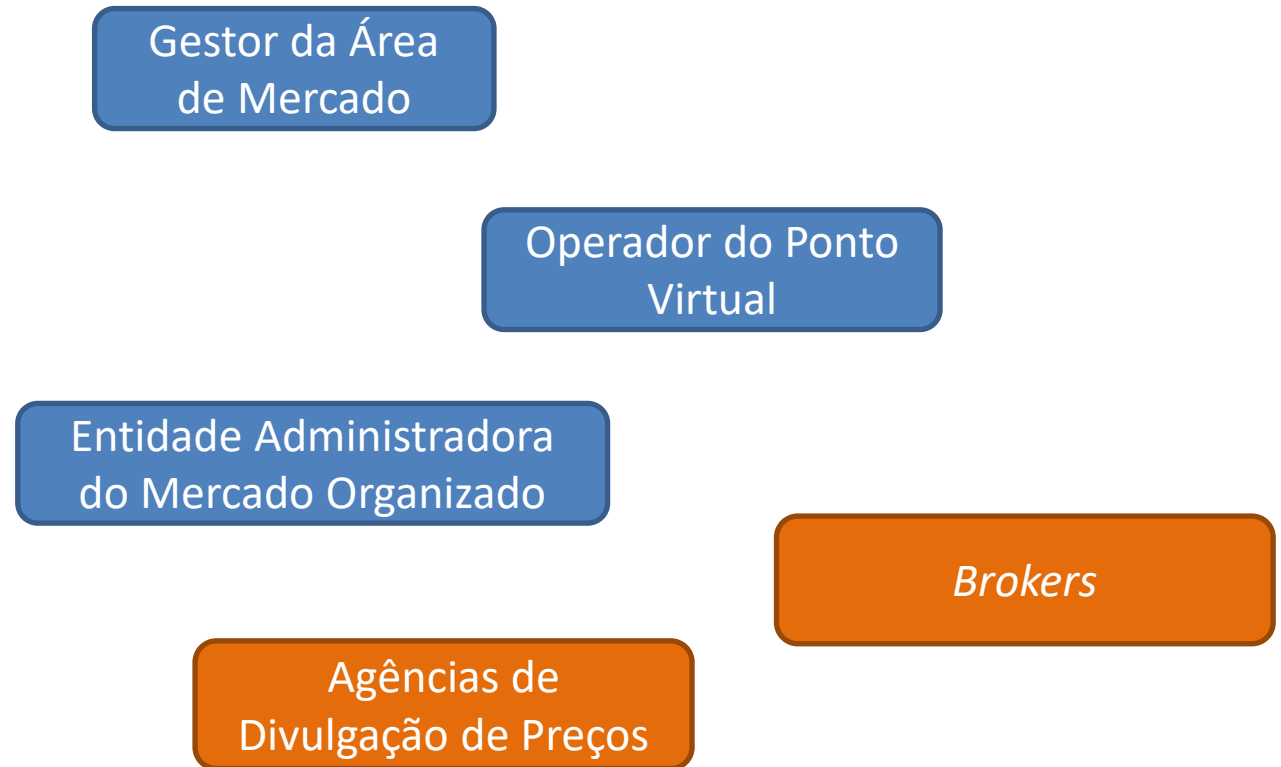 Gestor da Área
de Mercado
Operador do Ponto
Virtual
Entidade Administradora
do Mercado Organizado
Brokers
Agências de
Divulgação de Preços